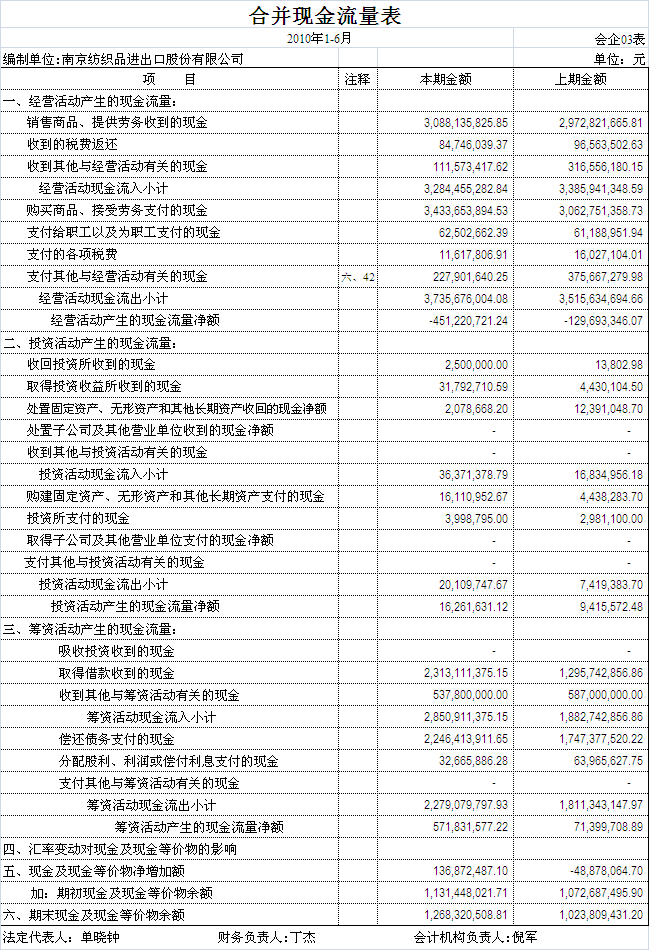 合并现金流量表
2010年1-6月 会企03表
编制单位:南京纺织品进出口股份有限公司 单位: 元
项 目 注释 本期金额 上期金额
一、经营活动产生的现金流量:
销售商品、提供劳务收到的现金 3,088,135,825.85 2,972,821,665.81
收到的税费返还 84,746,039.37 96,563,502.63
收到其他与经营活动有关的现金 111,573,417.62 316,556,180.15
经营活动现金流入小计 3,284,455,282.84 3,385,941,348.59
购买商品、接受劳务支付的现金 3,433,653,894.53 3,062,751,358.73
支付给职工以及为职工支付的现金 62,502,662.39 61,188,951.94
支付的各项税费 11,617,806.91 16,027,104.01
支付其他与经营活动有关的现金 六、42 227,901,640.25 375,667,279.98
经营活动现金流出小计 3,735,676,004.08 3,515,634,694.66
经营活动产生的现金流量净额 -451,220,721.24 -129,693,346.07
二、投资活动产生的现金流量:
收回投资所收到的现金 2,500,000.00 13,802.98
取得投资收益所收到的现金 31,792,710.59 4,430,104.50
处置固定资产、无形资产和其他长期资产收回的现金净额 2,078,668.20 12,391,048.70
处置子公司及其他营业单位收到的现金净额 - -
收到其他与投资活动有关的现金 - -
投资活动现金流入小计 36,371,378.79 16,834,956.18
购建固定资产、无形资产和其他长期资产支付的现金 16,110,952.67 4,438,283.70
投资所支付的现金 3,998,795.00 2,981,100.00
取得子公司及其他营业单位支付的现金净额 - -
支付其他与投资活动有关的现金 - -
投资活动现金流出小计 20,109,747.67 7,419,383.70
投资活动产生的现金流量净额 16,261,631.12 9,415,572.48
三、筹资活动产生的现金流量:
吸收投资收到的现金 - -
取得借款收到的现金 2,313,111,375.15 1,295,742,856.86
收到其他与筹资活动有关的现金 537,800,000.00 587,000,000.00
筹资活动现金流入小计 2,850,911,375.15 1,882,742,856.86
偿还债务支付的现金 2,246,413,911.65 1,747,377,520.22
分配股利、利润或偿付利息支付的现金 32,665,886.28 63,965,627.75
支付其他与筹资活动有关的现金 - -
筹资活动现金流出小计 2,279,079,797.93 1,811,343,147.97
筹资活动产生的现金流量净额 571,831,577.22 71,399,708.89
四、汇率变动对现金及现金等价物的影响
五、现金及现金等价物净增加额 136,872,487.10 -48,878,064.70
加: 期初现金及现金等价物余额 1,131,448,021.71 1,072,687,495.90
六、期末现金及现金等价物余额 1,268,320,508.81 1,023,809,431.20
法定代表人: 单晓钟 财务负责人:丁杰 会计机构负责人:倪军